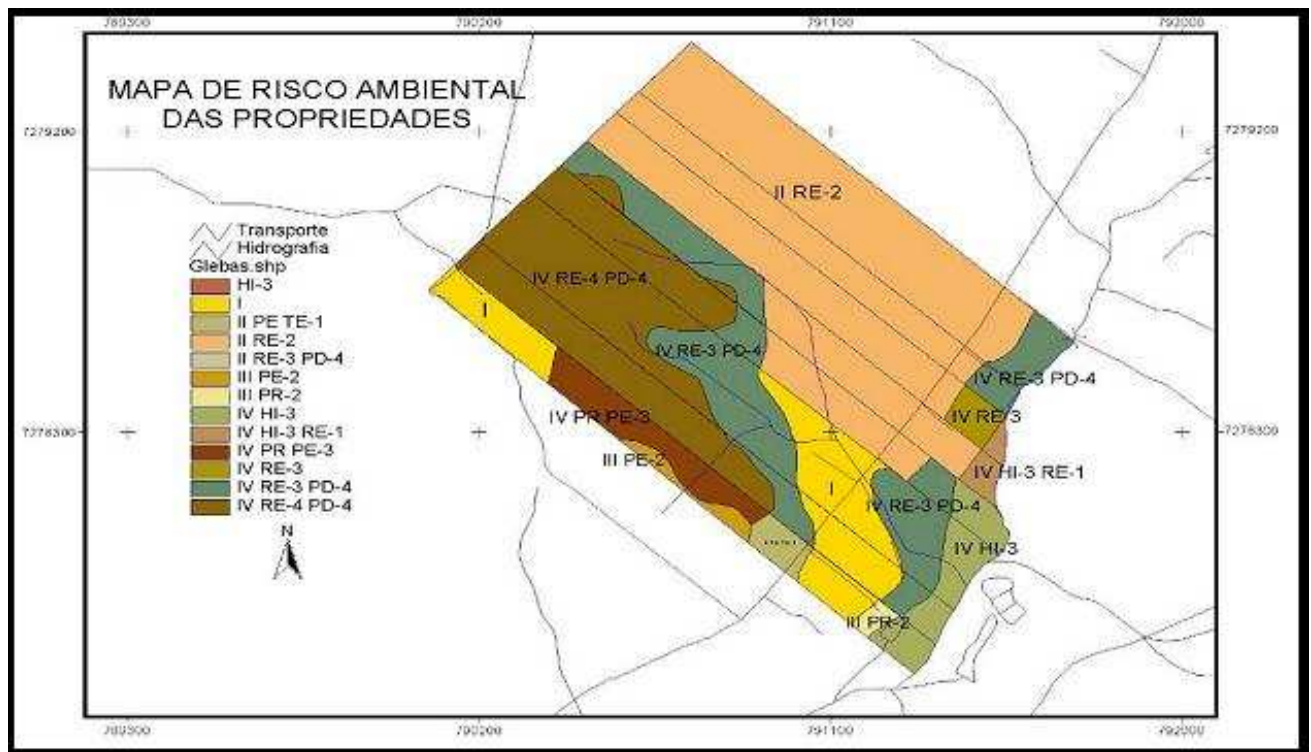 789300 790200 791100 792000
MAPA DE RISCO AMBIENTAL
DAS PROPRIEDADES
7279200 7279200
II RE-2
Transporte
Hidrografia
Glebas.shp
HI-3
I
II PE TE-1
II RE-2
II RE-3 PD-4
III PE-2
III PR-2
IV HI-3
IV HI-3 RE-1
IV PR PE-3
IV RE-3
IV RE-3 PD-4
IV RE-4 PD-4
N
IV RE-4 PD-4
I
IV RE-3 PD-4
IV RE-3 PD-4
IV PR PE-3
IV RE-3
7278300 7278300
III PE-2
IV HI-3 RE-1
I
IV RE-3 PD-4
IV HI-3
III PR-2
789300 790200 791100 792000